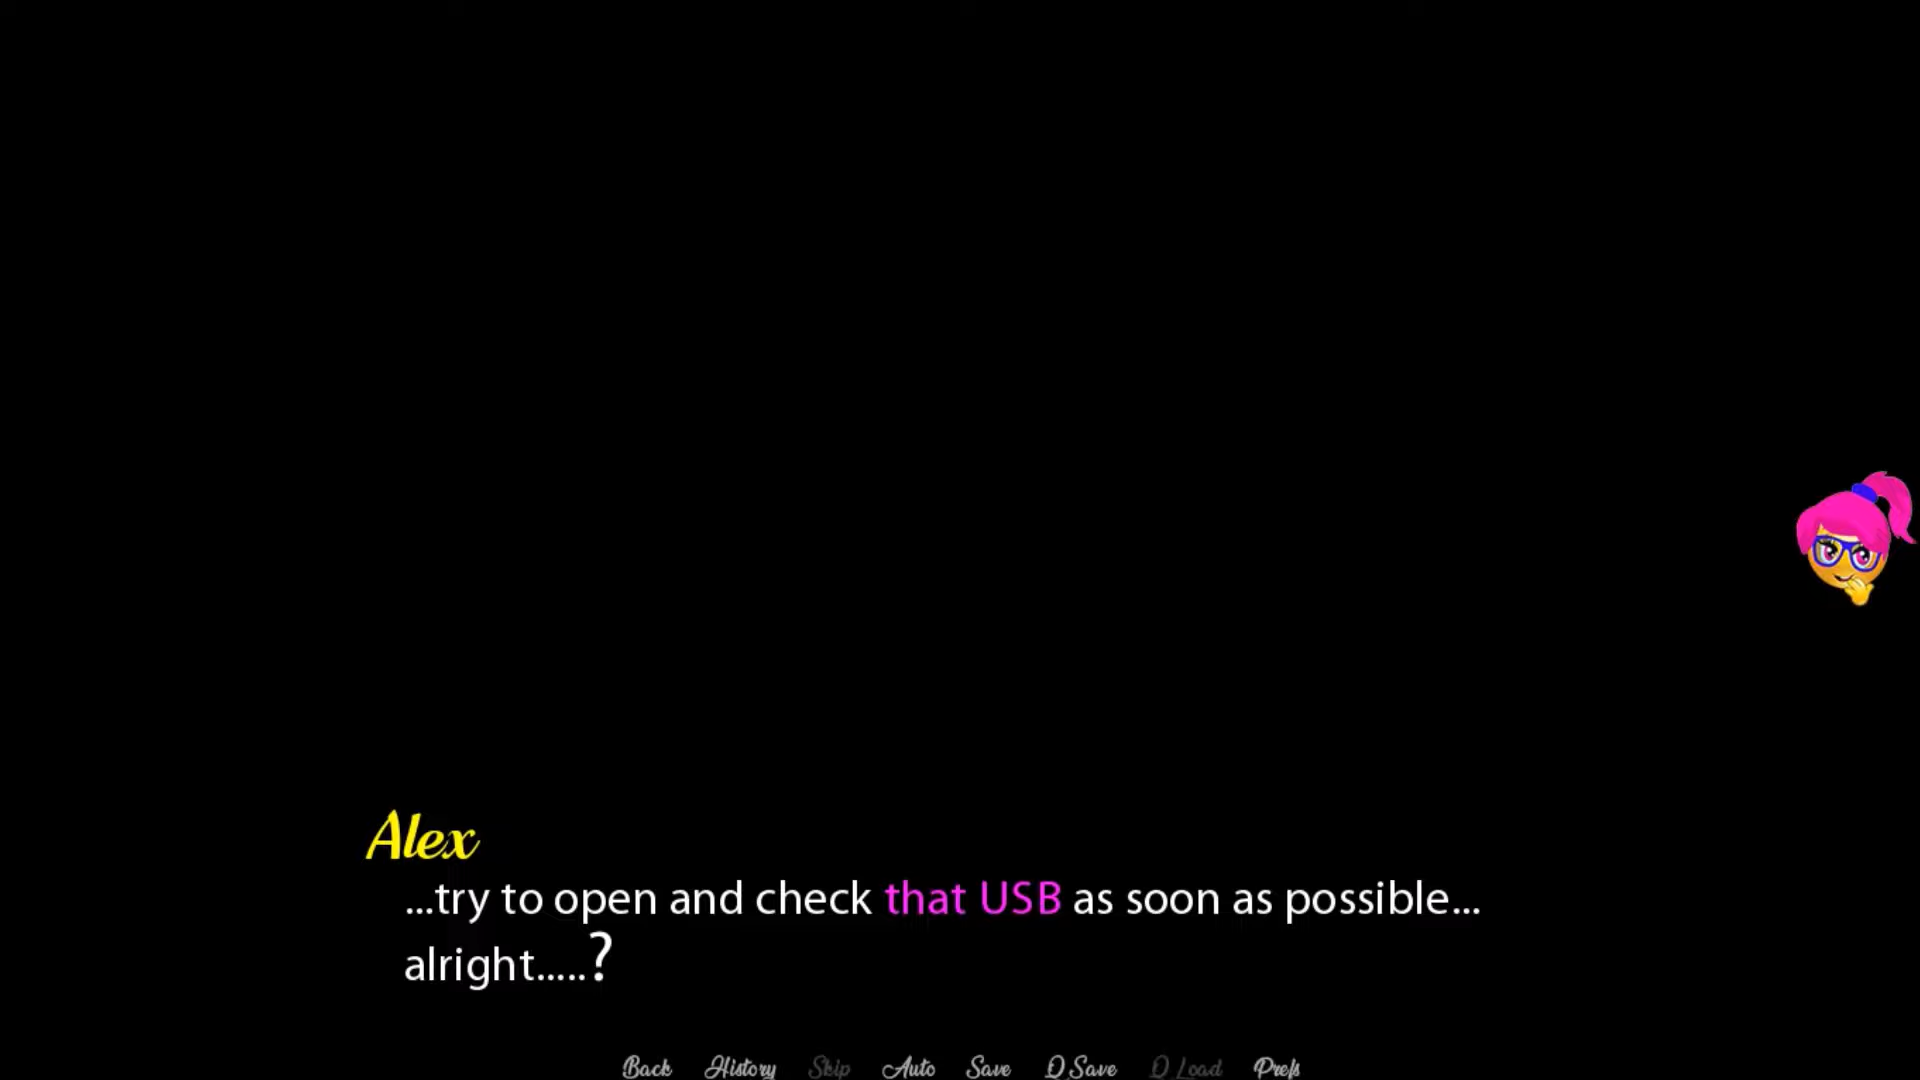 Alex
...try to open and check that USB as soon as possible...
alright.....?
Back History Skip Auto Save Q.Save Q.Load Prefs